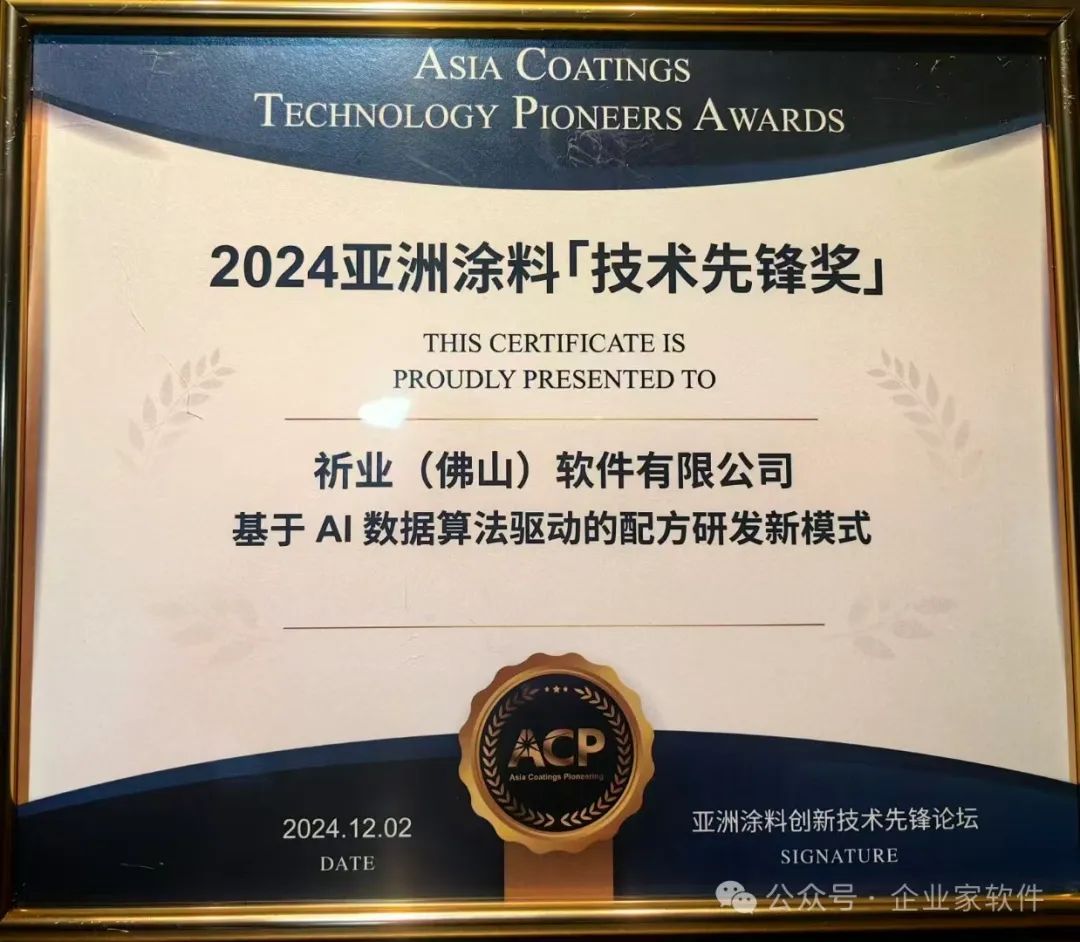 ASIA COATINGS
TECHNOLOGY PIONEERS AWARDS
2024亚洲涂料「技术先锋奖」
THIS CERTIFICATE IS
PROUDLY PRESENTED TO
祈业（佛山）软件有限公司
基于 AI 数据算法驱动的配方研发新模式
ACP
Asia Coatings Pioneering
2024.12.02
DATE
亚洲涂料创新技术先锋论坛
SIGNATURE
公众号 · 企业家软件